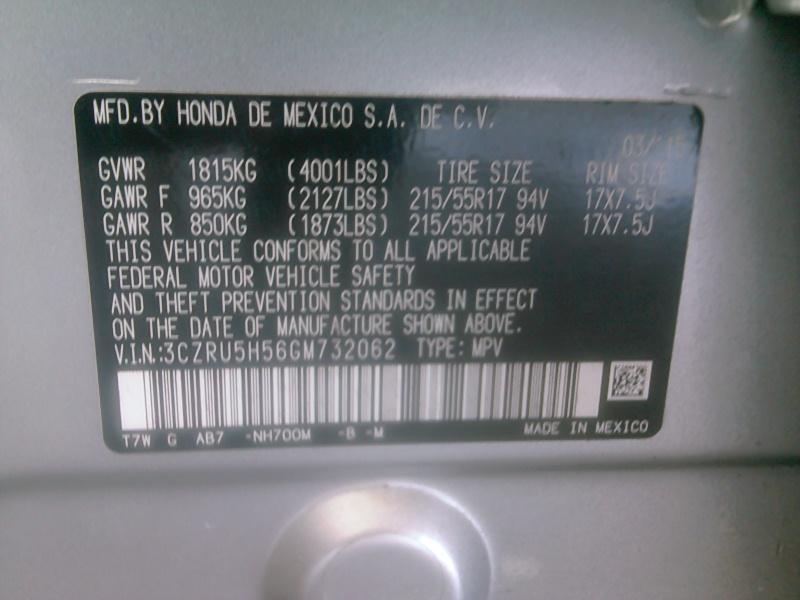 MFD.BY HONDA DE MEXICO S.A. DE C.V.
03/15
GVWR 1815KG (4001LBS) TIRE SIZE RIM SIZE
GAWR F 965KG (2127LBS) 215/55R17 94V 17X7.5J
GAWR R 850KG (1873LBS) 215/55R17 94V 17X7.5J
THIS VEHICLE CONFORMS TO ALL APPLICABLE
FEDERAL MOTOR VEHICLE SAFETY
AND THEFT PREVENTION STANDARDS IN EFFECT
ON THE DATE OF MANUFACTURE SHOWN ABOVE.
V.I.N.:3CZRU5H56GM732062 TYPE: MPV
T7W G AB7 -NH700M -B -M MADE IN MEXICO